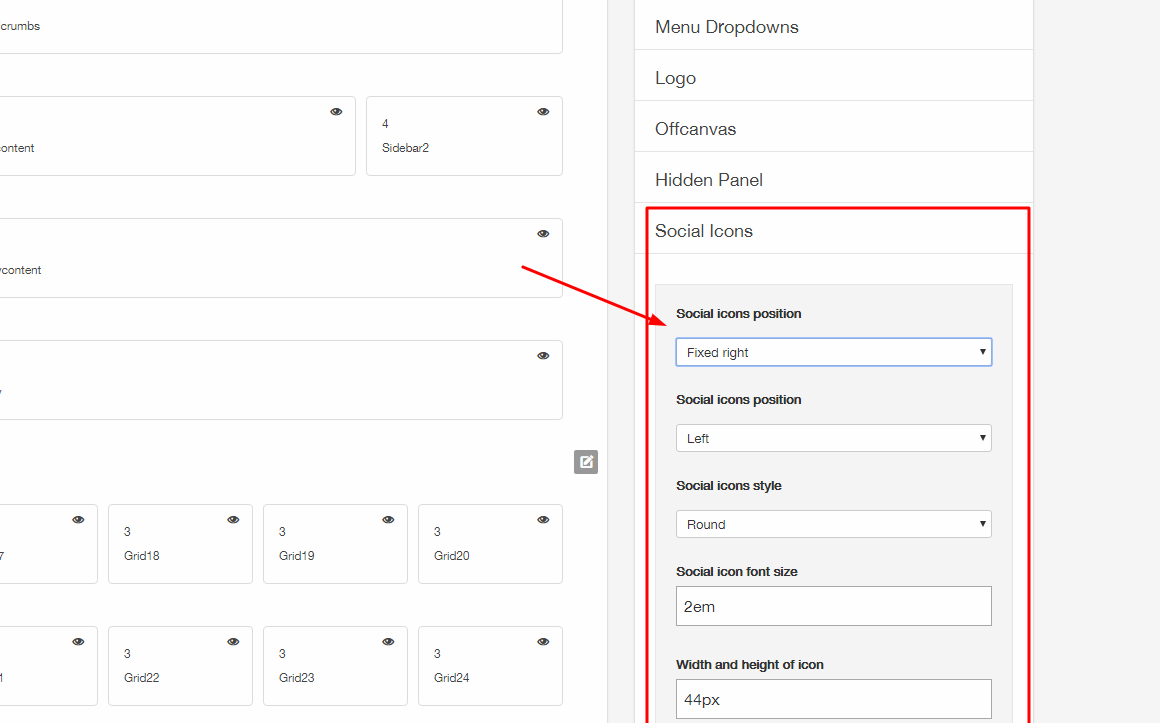 crumbs
content
4
Sidebar2
content
3
Grid18
3
Grid19
3
Grid20
3
Grid22
3
Grid23
3
Grid24
Menu Dropdowns
Logo
Offcanvas
Hidden Panel
Social Icons
Social icons position
Fixed right
Social icons position
Left
Social icons style
Round
Social icon font size
2em
Width and height of icon
44px